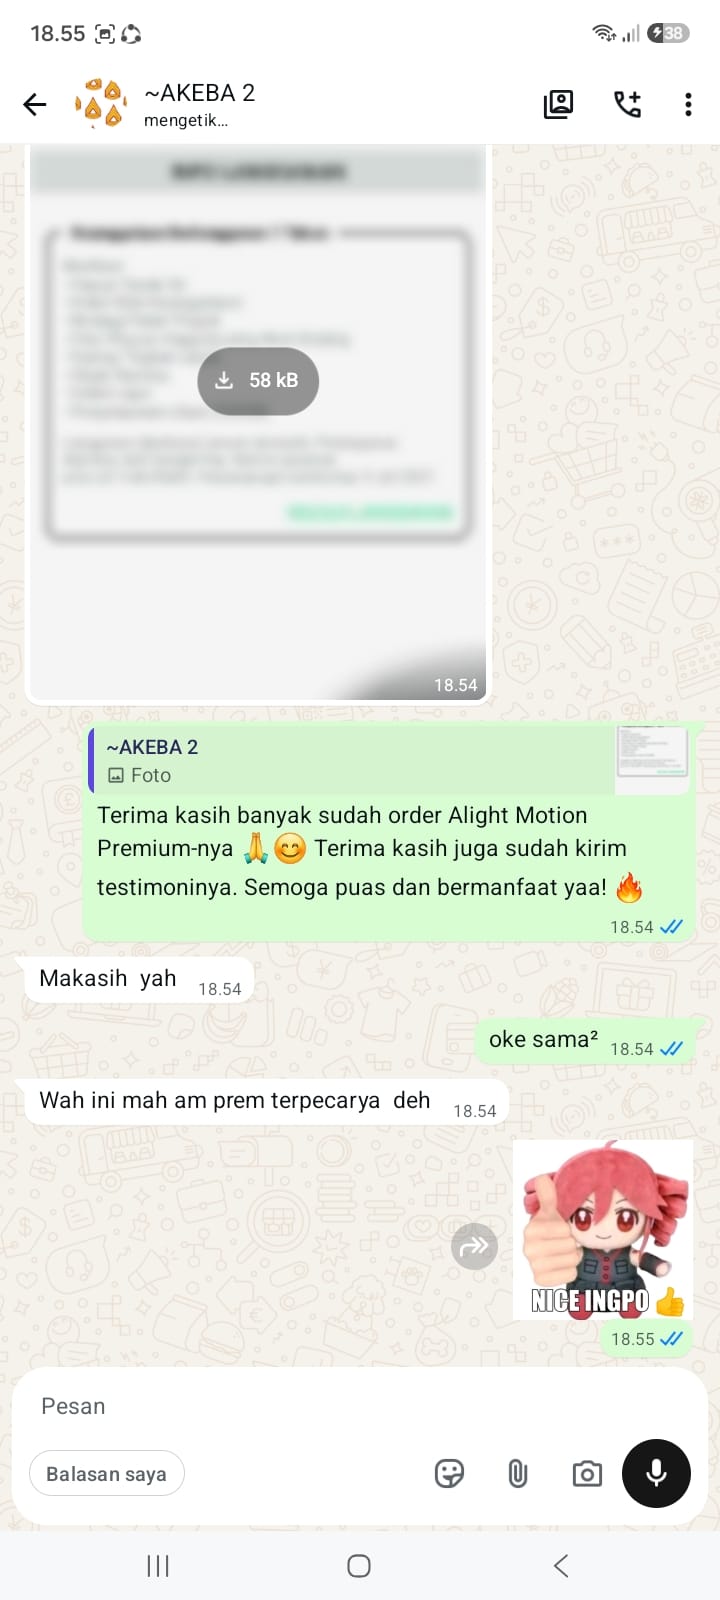 18.55
38
~AKEBA 2
mengetik...
58 kB
18.54
~AKEBA 2
Foto
Terima kasih banyak sudah order Alight Motion
Premium-nya 🙏😊 Terima kasih juga sudah kirim
testimoninya. Semoga puas dan bermanfaat yaa! 🔥
18.54
Makasih yah
18.54
oke sama²
18.54
Wah ini mah am prem terpecarya deh
18.54
NICE INGPO 👍
18.55
Pesan
Balasan saya